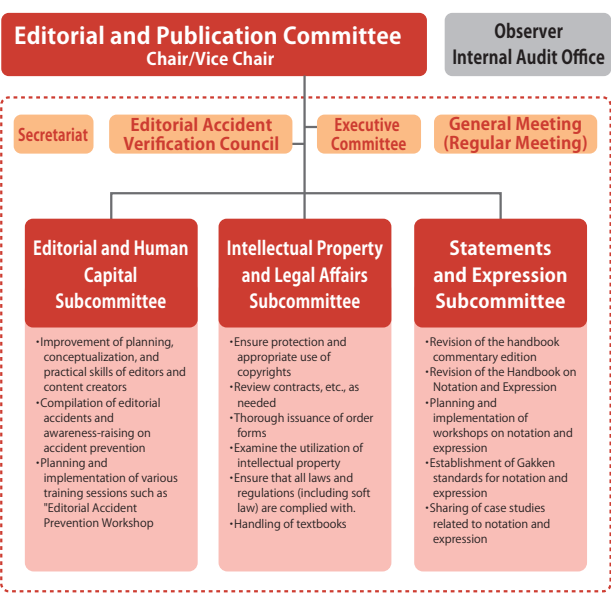 Editorial and Publication Committee
Chair/Vice Chair
Observer
Internal Audit Office
Secretariat
Editorial Accident
Verification Council
Executive
Committee
General Meeting
(Regular Meeting)
Editorial and Human
Capital
Subcommittee
・Improvement of planning,
conceptualization, and
practical skills of editors and
content creators
・Compilation of editorial
accidents and
awareness-raising on
accident prevention
・Planning and
implementation of various
training sessions such as
"Editorial Accident
Prevention Workshop
Intellectual Property
and Legal Affairs
Subcommittee
・Ensure protection and
appropriate use of
copyrights
・Review contracts, etc., as
needed
・Thorough issuance of order
forms
・Examine the utilization of
intellectual property
・Ensure that all laws and
regulations (including soft
law) are complied with.
・Handling of textbooks
Statements
and Expression
Subcommittee
・Revision of the handbook
commentary edition
・Revision of the Handbook on
Notation and Expression
・Planning and
implementation of
workshops on notation and
expression
・Establishment of Gakken
standards for notation and
expression
・Sharing of case studies
related to notation and
expression